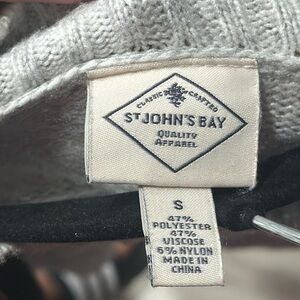 CLASSIC CRAFTED
ST JOHN'S BAY
QUALITY
APPAREL
S
47%
POLYESTER
47%
VISCOSE
6% NYLON
MADE IN
CHINA